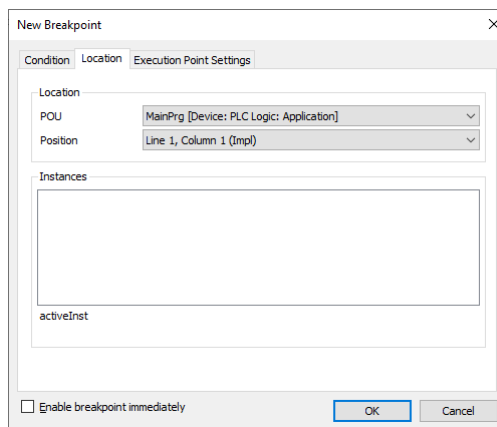 New Breakpoint
Condition Location Execution Point Settings
Location
POU MainPrg [Device: PLC Logic: Application]
Position Line 1, Column 1 (Impl)
Instances
activeInst
Enable breakpoint immediately OK Cancel